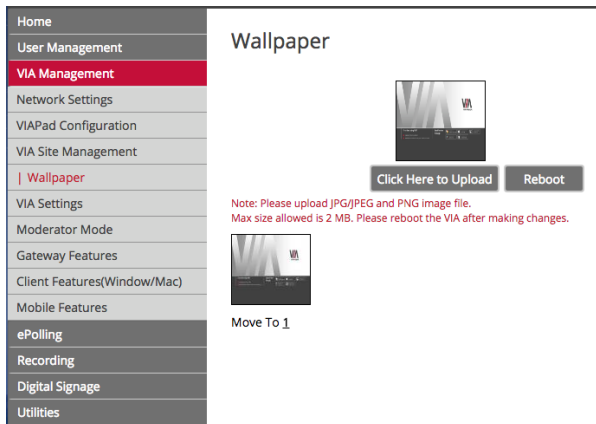 Home
User Management
VIA Management
Network Settings
VIAPad Configuration
VIA Site Management
| Wallpaper
VIA Settings
Moderator Mode
Gateway Features
Client Features(Window/Mac)
Mobile Features
ePolling
Recording
Digital Signage
Utilities
Wallpaper
VIA
Click Here to Upload
Reboot
Note: Please upload JPG/JPEG and PNG image file.
Max size allowed is 2 MB. Please reboot the VIA after making changes.
VIA
Move To 1